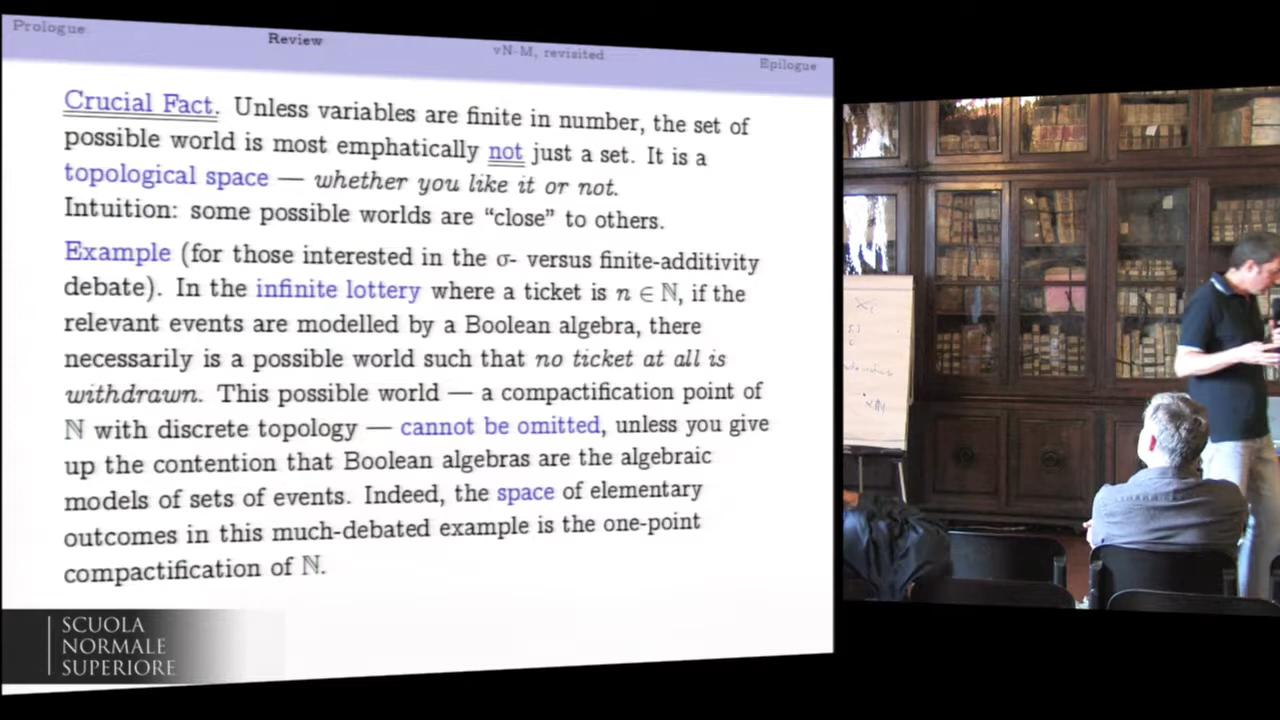 Prologue
Review
vN-M, revisited
Epilogue
Crucial Fact. Unless variables are finite in number, the set of
possible world is most emphatically not just a set. It is a
topological space — whether you like it or not.
Intuition: some possible worlds are “close” to others.
Example (for those interested in the σ- versus finite-additivity
debate). In the infinite lottery where a ticket is n ∈ ℕ, if the
relevant events are modelled by a Boolean algebra, there
necessarily is a possible world such that no ticket at all is
withdrawn. This possible world — a compactification point of
ℕ with discrete topology — cannot be omitted, unless you give
up the contention that Boolean algebras are the algebraic
models of sets of events. Indeed, the space of elementary
outcomes in this much-debated example is the one-point
compactification of ℕ.
SCUOLA
NORMALE
SUPERIORE